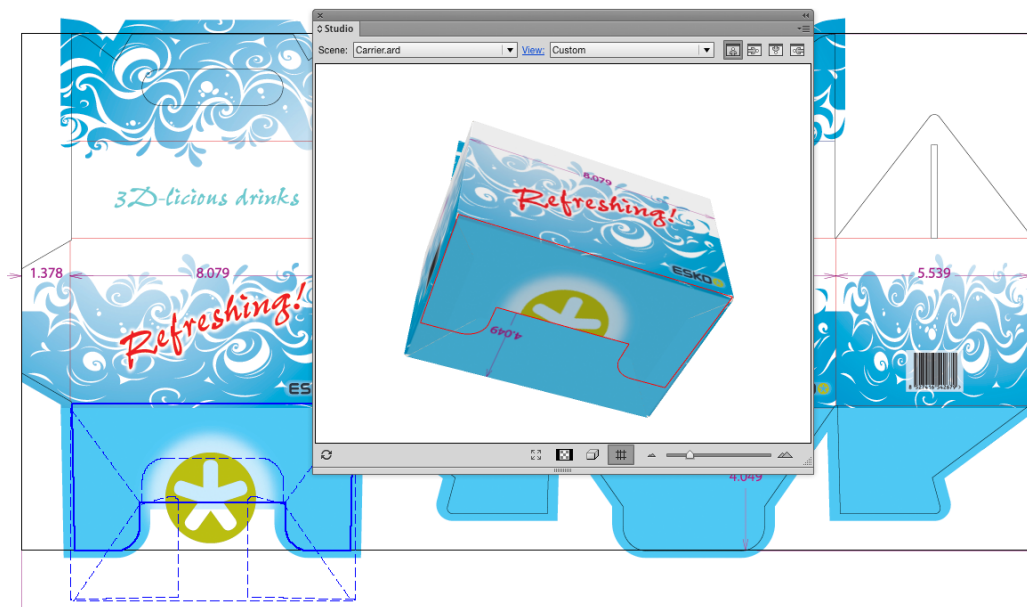 Studio
Scene: Carrier.ard View: Custom
3D-licious drinks
8.079
Refreshing!
ESKO
4.049
1.378
8.079
Refreshing!
ESK
5.539
4.049